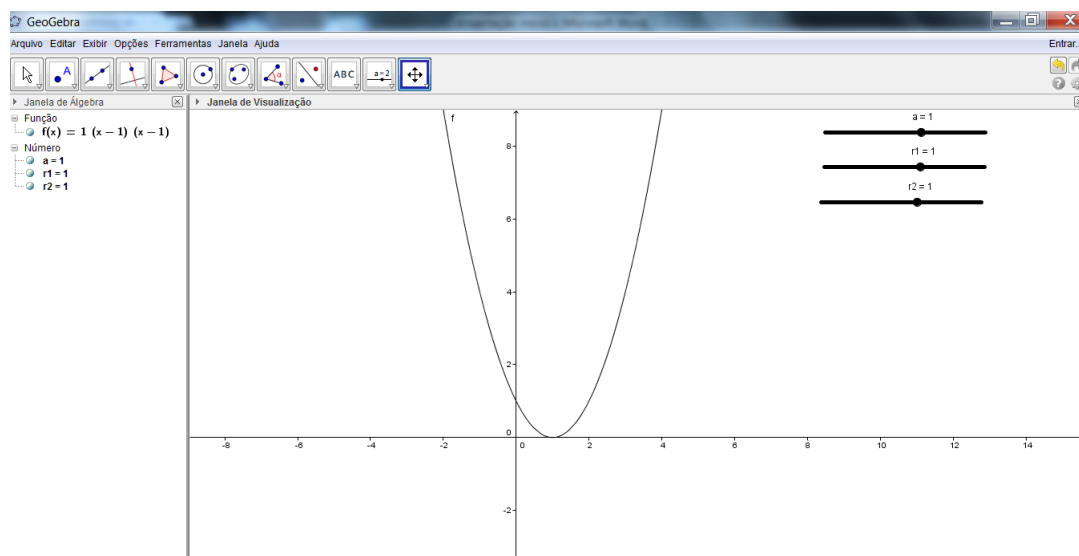 GeoGebra
Arquivo Editar Exibir Opções Ferramentas Janela Ajuda
Entrar...
A
α
ABC
a=2
?
Janela de Álgebra
Janela de Visualização
Função
f(x) = 1 (x − 1) (x − 1)
Número
a = 1
r1 = 1
r2 = 1
f
a = 1
r1 = 1
r2 = 1
8
6
4
2
0
-2
-8 -6 -4 -2 0 2 4 6 8 10 12 14